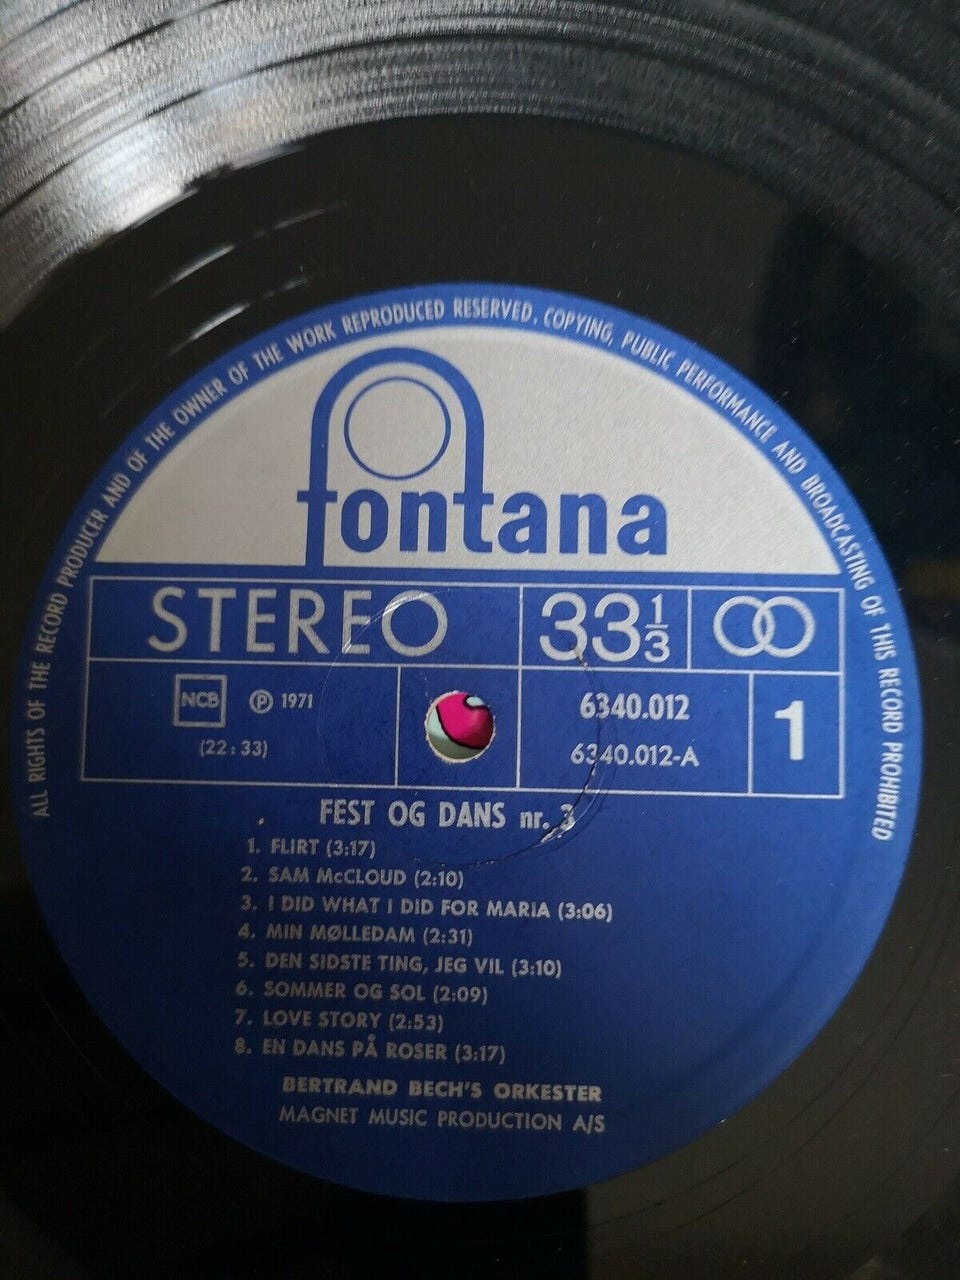 ALL RIGHTS OF THE RECORD PRODUCER AND OF THE OWNER OF THE WORK REPRODUCED RESERVED. COPYING, PUBLIC PERFORMANCE AND BROADCASTING OF THIS RECORD PROHIBITED
fontana
STEREO 33 1/3
NCB ℗ 1971 6340.012 1
(22:33) 6340.012-A
FEST OG DANS nr. 3
1. FLIRT (3:17)
2. SAM McCLOUD (2:10)
3. I DID WHAT I DID FOR MARIA (3:06)
4. MIN MØLLEDAM (2:31)
5. DEN SIDSTE TING, JEG VIL (3:10)
6. SOMMER OG SOL (2:09)
7. LOVE STORY (2:53)
8. EN DANS PÅ ROSER (3:17)
BERTRAND BECH'S ORKESTER
MAGNET MUSIC PRODUCTION A/S